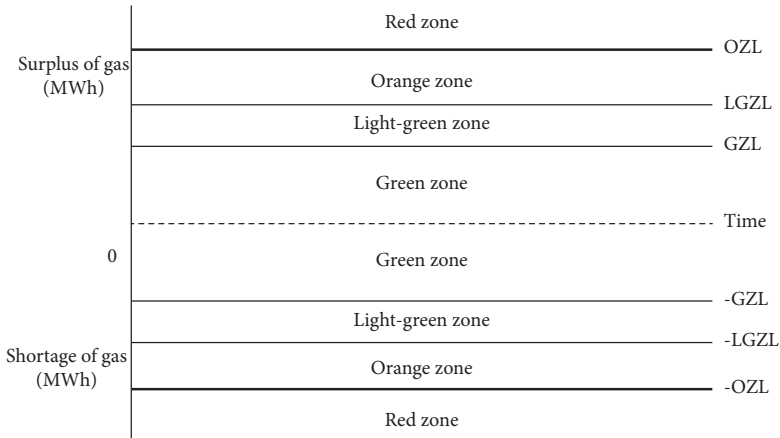 Red zone
OZL
Surplus of gas
(MWh)
Orange zone
LGZL
Light-green zone
GZL
Green zone
Time
0
Green zone
-GZL
Light-green zone
-LGZL
Shortage of gas
(MWh)
Orange zone
-OZL
Red zone